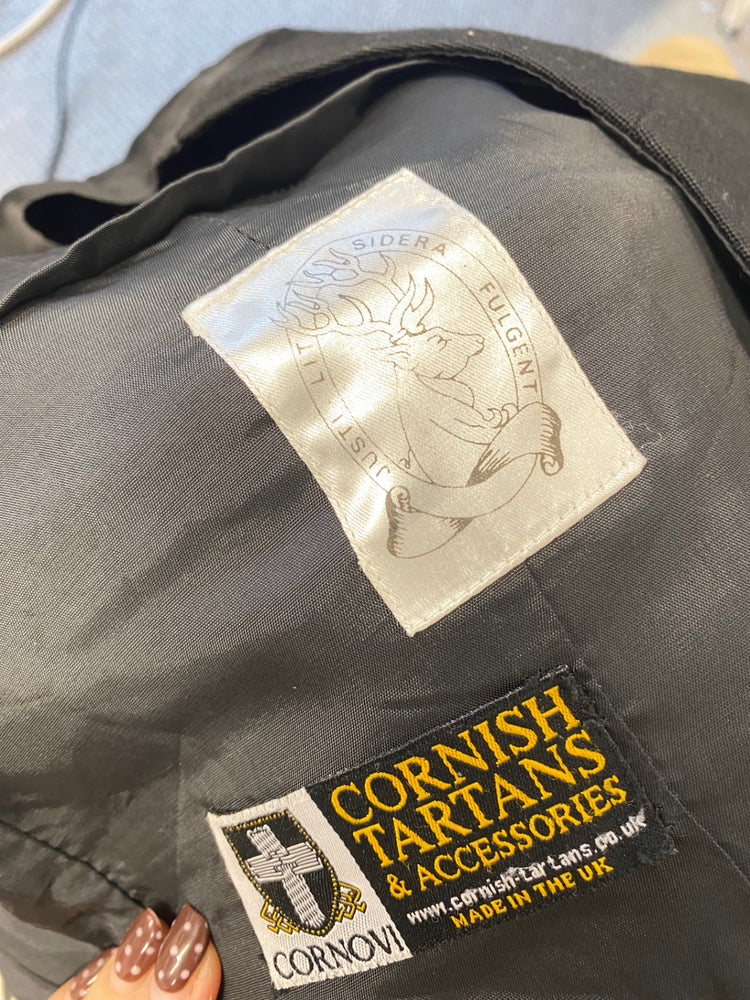 JUSTI LIT SIDERA FULGENT
CORNISH
TARTANS
& ACCESSORIES
www.cornish-tartans.co.uk
MADE IN THE UK
CORNOVI